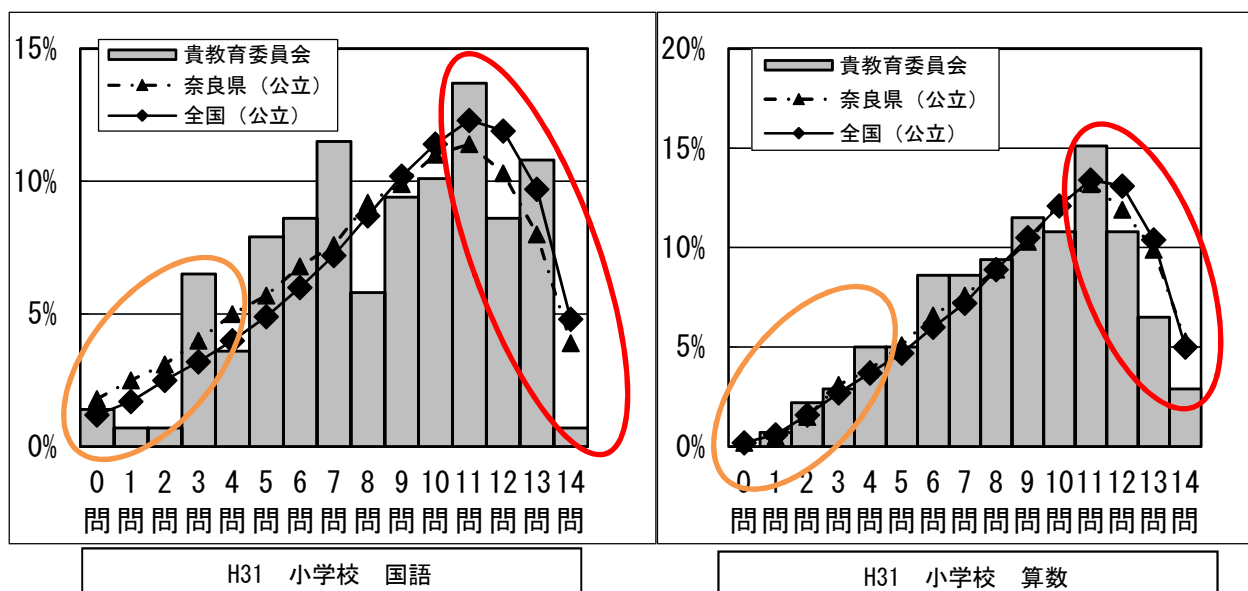 15%
10%
5%
0%
貴教育委員会
奈良県（公立）
全国（公立）
0 1 2 3 4 5 6 7 8 9 10 11 12 13 14
問 問 問 問 問 問 問 問 問 問 問 問 問 問 問
H31 小学校 国語
20%
15%
10%
5%
0%
貴教育委員会
奈良県（公立）
全国（公立）
0 1 2 3 4 5 6 7 8 9 10 11 12 13 14
問 問 問 問 問 問 問 問 問 問 問 問 問 問 問
H31 小学校 算数